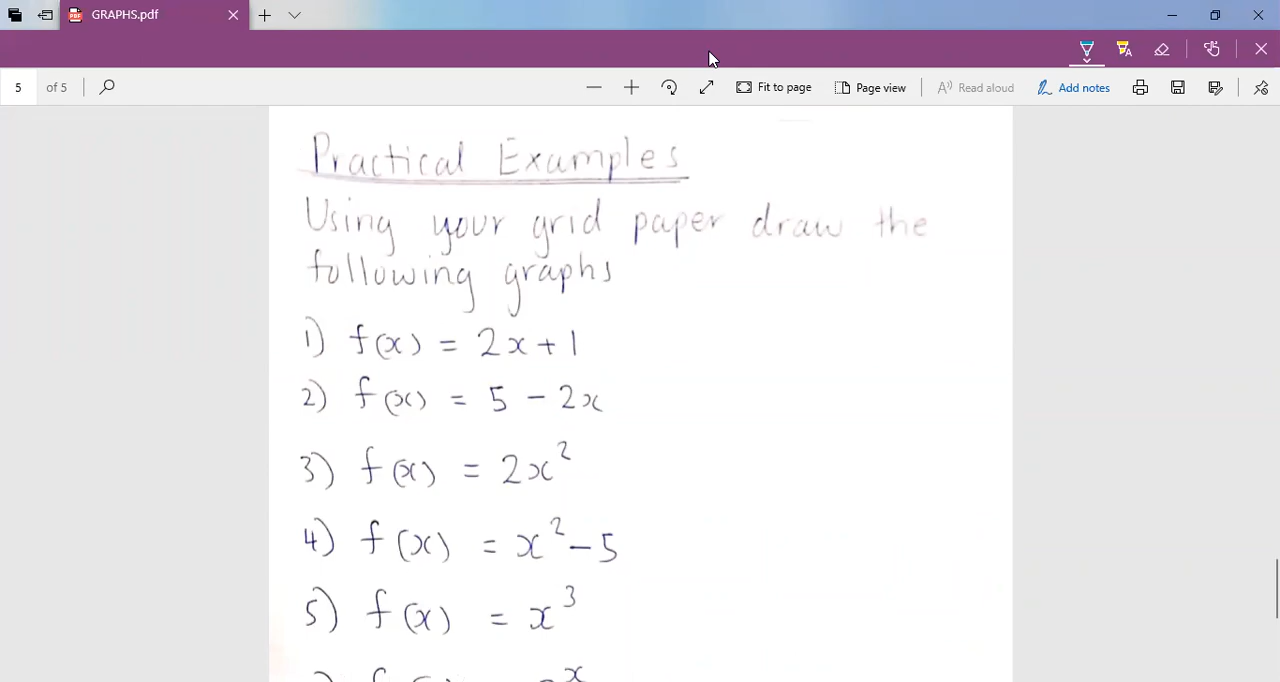 GRAPHS.pdf
5 of 5
Fit to page
Page view
Read aloud
Add notes
Practical Examples
Using your grid paper draw the
following graphs
1) f(x) = 2x + 1
2) f(x) = 5 - 2x
3) f(x) = 2x²
4) f(x) = x² - 5
5) f(x) = x³